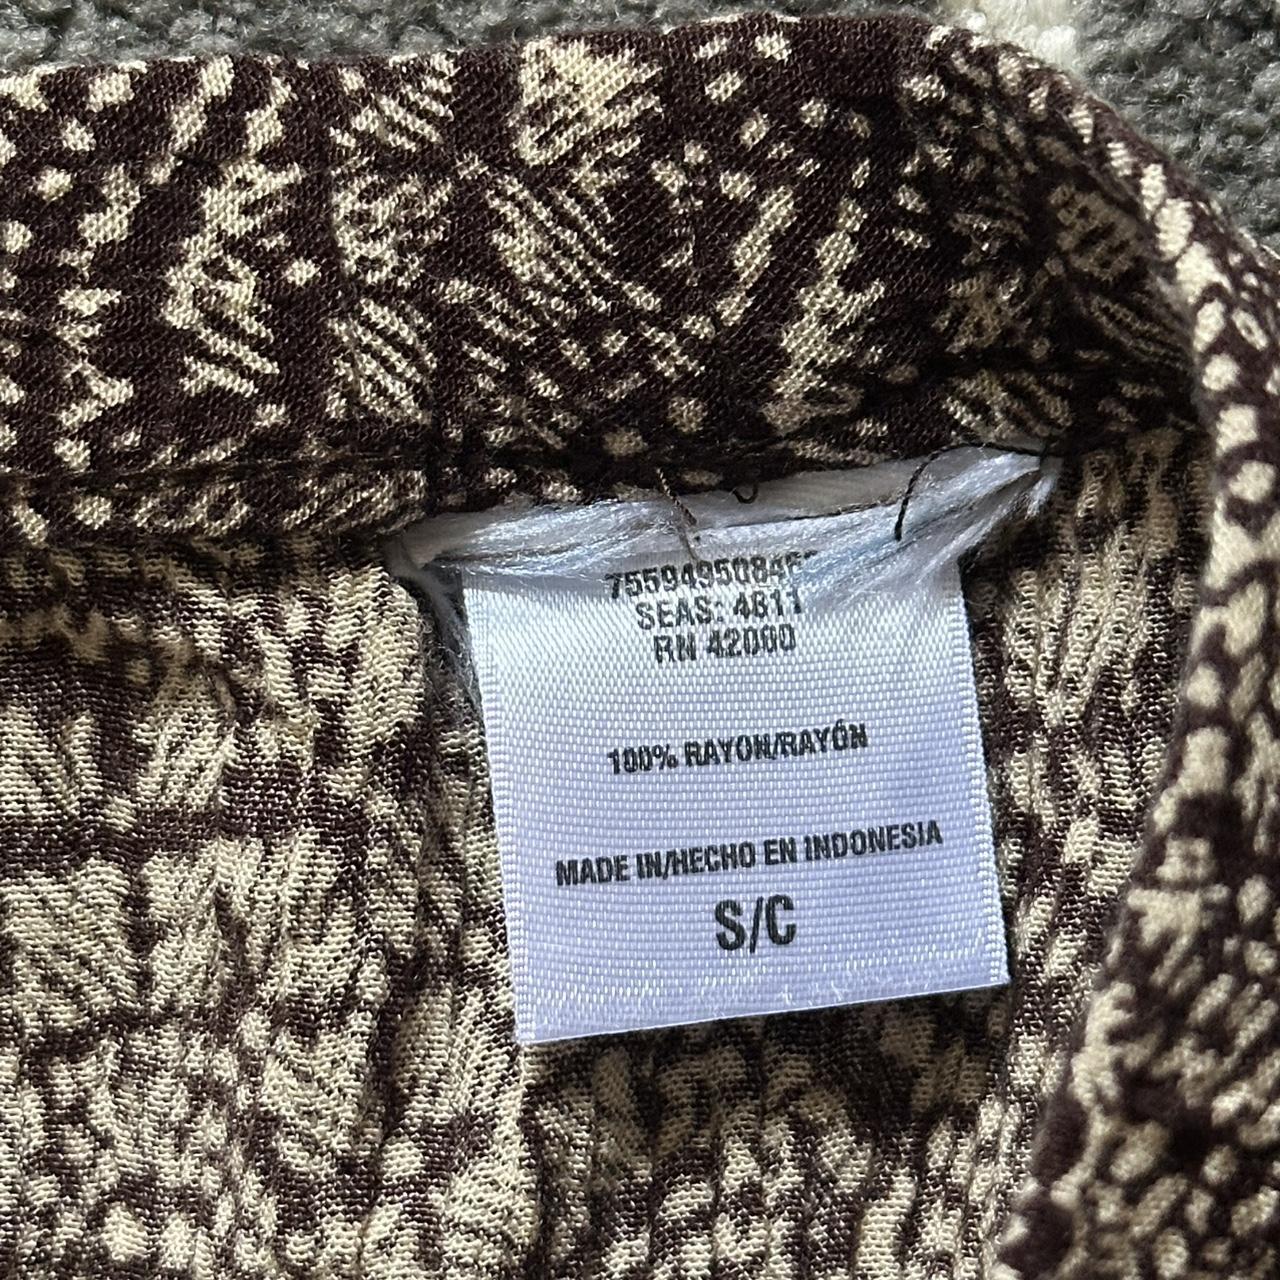 SEAS: 4811
RN 42000
100% RAYON/RAYÓN
MADE IN/HECHO EN INDONESIA
S/C